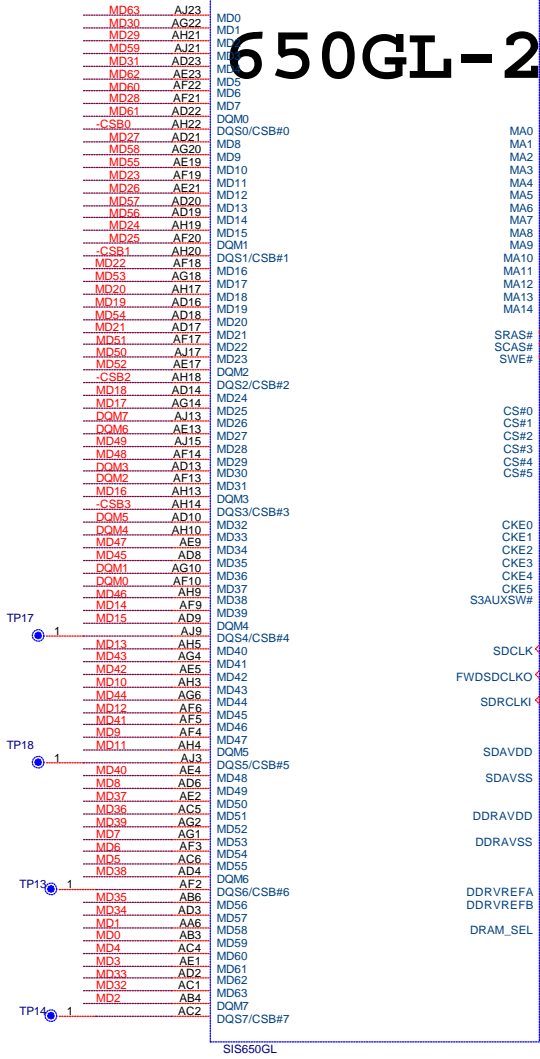 650GL-2
MD63 AJ23 MD0
MD30 AG22 MD1
MD29 AH21
MD59 AJ21
MD31 AD23
MD62 AE23 MD5
MD60 AF22 MD6
MD28 AF21 MD7
MD61 AD22 DQM0
-CSB0 AH22 DQS0/CSB#0
MD27 AD21 MD8
MD58 AG20 MD9
MD55 AE19 MD10
MD23 AF19 MD11
MD26 AE21 MD12
MD57 AD20 MD13
MD56 AD19 MD14
MD24 AH19 MD15
MD25 AF20 DQM1
-CSB1 AH20 DQS1/CSB#1
MD22 AF18 MD16
MD53 AG18 MD17
MD20 AH17 MD18
MD19 AD16 MD19
MD54 AD18 MD20
MD21 AD17 MD21
MD51 AF17 MD22
MD50 AJ17 MD23
MD52 AE17 DQM2
-CSB2 AH18 DQS2/CSB#2
MD18 AD14 MD24
MD17 AG14 MD25
DQM7 AJ13 MD26
DQM6 AE13 MD27
MD49 AJ15 MD28
MD48 AF14 MD29
DQM3 AD13 MD30
DQM2 AF13 MD31
MD16 AH13 DQM3
-CSB3 AH14 DQS3/CSB#3
DQM5 AD10 MD32
DQM4 AH10 MD33
MD47 AE9 MD34
MD45 AD8 MD35
DQM1 AG10 MD36
DQM0 AF10 MD37
MD46 AH9 MD38
MD14 AF9 MD39
MD15 AD9 DQM4
TP17 1 AJ9 DQS4/CSB#4
MD13 AH5 MD40
MD43 AG4 MD41
MD42 AE5 MD42
MD10 AH3 MD43
MD44 AG6 MD44
MD12 AF6 MD45
MD41 AF5 MD46
MD9 AF4 MD47
MD11 AH4 DQM5
TP18 1 AJ3 DQS5/CSB#5
MD40 AE4 MD48
MD8 AD6 MD49
MD37 AE2 MD50
MD36 AC5 MD51
MD39 AG2 MD52
MD7 AG1 MD53
MD6 AF3 MD54
MD5 AC6 MD55
MD38 AD4 DQM6
TP13 1 AF2 DQS6/CSB#6
MD35 AB6 MD56
MD34 AD3 MD57
MD1 AA6 MD58
MD0 AB3 MD59
MD4 AC4 MD60
MD3 AE1 MD61
MD33 AD2 MD62
MD32 AC1 MD63
MD2 AB4 DQM7
TP14 1 AC2 DQS7/CSB#7
MA0
MA1
MA2
MA3
MA4
MA5
MA6
MA7
MA8
MA9
MA10
MA11
MA12
MA13
MA14
SRAS#
SCAS#
SWE#
CS#0
CS#1
CS#2
CS#3
CS#4
CS#5
CKE0
CKE1
CKE2
CKE3
CKE4
CKE5
S3AUXSW#
SDCLK
FWDSDCLKO
SDRCLKI
SDAVDD
SDAVSS
DDRAVDD
DDRAVSS
DDRVREFA
DDRVREFB
DRAM_SEL
SIS650GL